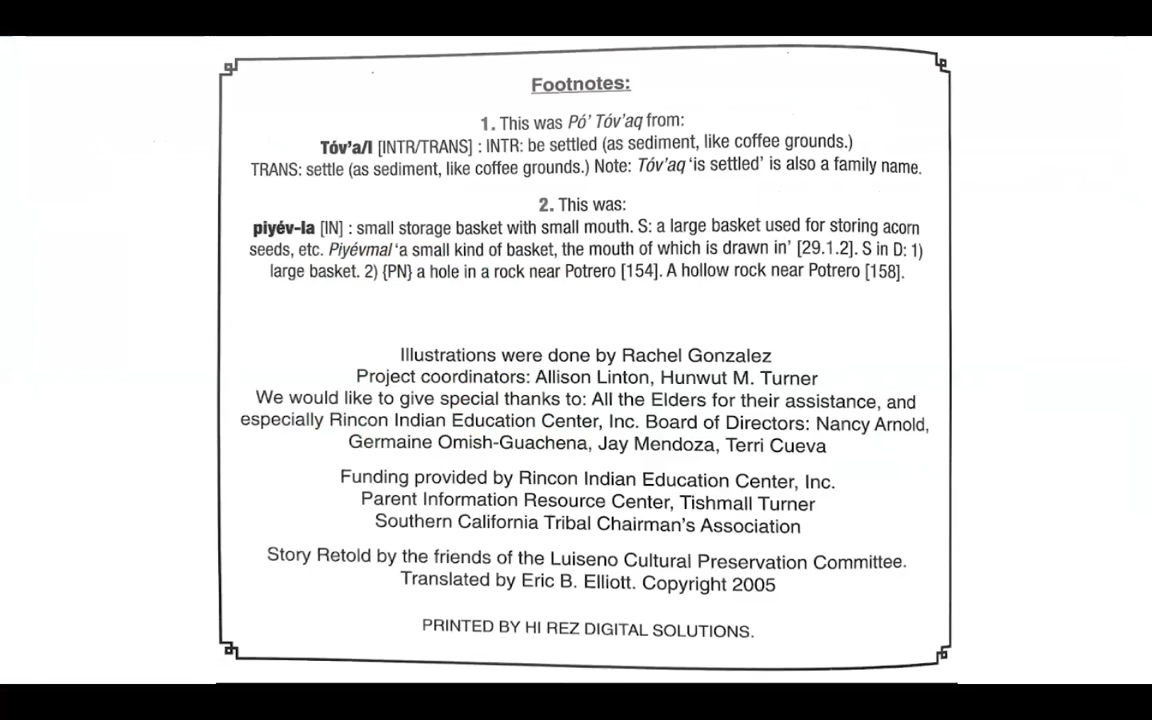 Footnotes:
1. This was Pó' Tóv'aq from:
Tóv'a/I [INTR/TRANS] : INTR: be settled (as sediment, like coffee grounds.)
TRANS: settle (as sediment, like coffee grounds.) Note: Tóv'aq 'is settled' is also a family name.
2. This was:
piyév-la [IN] : small storage basket with small mouth. S: a large basket used for storing acorn
seeds, etc. Piyévmal 'a small kind of basket, the mouth of which is drawn in' [29.1.2]. S in D: 1)
large basket. 2) {PN} a hole in a rock near Potrero [154]. A hollow rock near Potrero [158].
Illustrations were done by Rachel Gonzalez
Project coordinators: Allison Linton, Hunwut M. Turner
We would like to give special thanks to: All the Elders for their assistance, and
especially Rincon Indian Education Center, Inc. Board of Directors: Nancy Arnold,
Germaine Omish-Guachena, Jay Mendoza, Terri Cueva
Funding provided by Rincon Indian Education Center, Inc.
Parent Information Resource Center, Tishmall Turner
Southern California Tribal Chairman's Association
Story Retold by the friends of the Luiseno Cultural Preservation Committee.
Translated by Eric B. Elliott. Copyright 2005
PRINTED BY HI REZ DIGITAL SOLUTIONS.